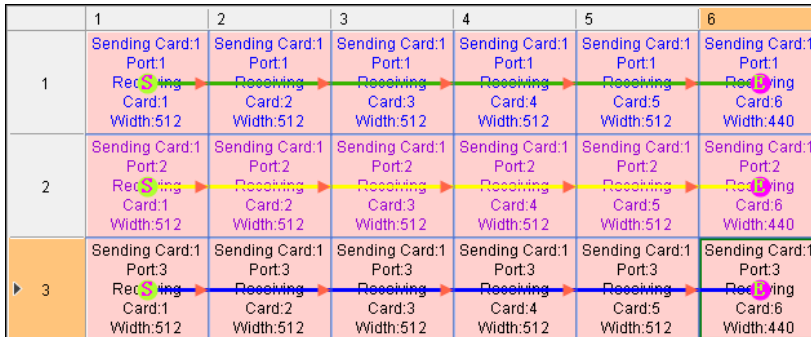 1 2 3 4 5 6
Sending Card:1 Sending Card:1 Sending Card:1 Sending Card:1 Sending Card:1 Sending Card:1
Port:1 Port:1 Port:1 Port:1 Port:1 Port:1
1 Receiving Receiving Receiving Receiving Receiving Receiving
S E
Card:1 Card:2 Card:3 Card:4 Card:5 Card:6
Width:512 Width:512 Width:512 Width:512 Width:512 Width:440
Sending Card:1 Sending Card:1 Sending Card:1 Sending Card:1 Sending Card:1 Sending Card:1
Port:2 Port:2 Port:2 Port:2 Port:2 Port:2
2 Receiving Receiving Receiving Receiving Receiving Receiving
S E
Card:1 Card:2 Card:3 Card:4 Card:5 Card:6
Width:512 Width:512 Width:512 Width:512 Width:512 Width:440
Sending Card:1 Sending Card:1 Sending Card:1 Sending Card:1 Sending Card:1 Sending Card:1
Port:3 Port:3 Port:3 Port:3 Port:3 Port:3
3 Receiving Receiving Receiving Receiving Receiving Receiving
S E
Card:1 Card:2 Card:3 Card:4 Card:5 Card:6
Width:512 Width:512 Width:512 Width:512 Width:512 Width:440